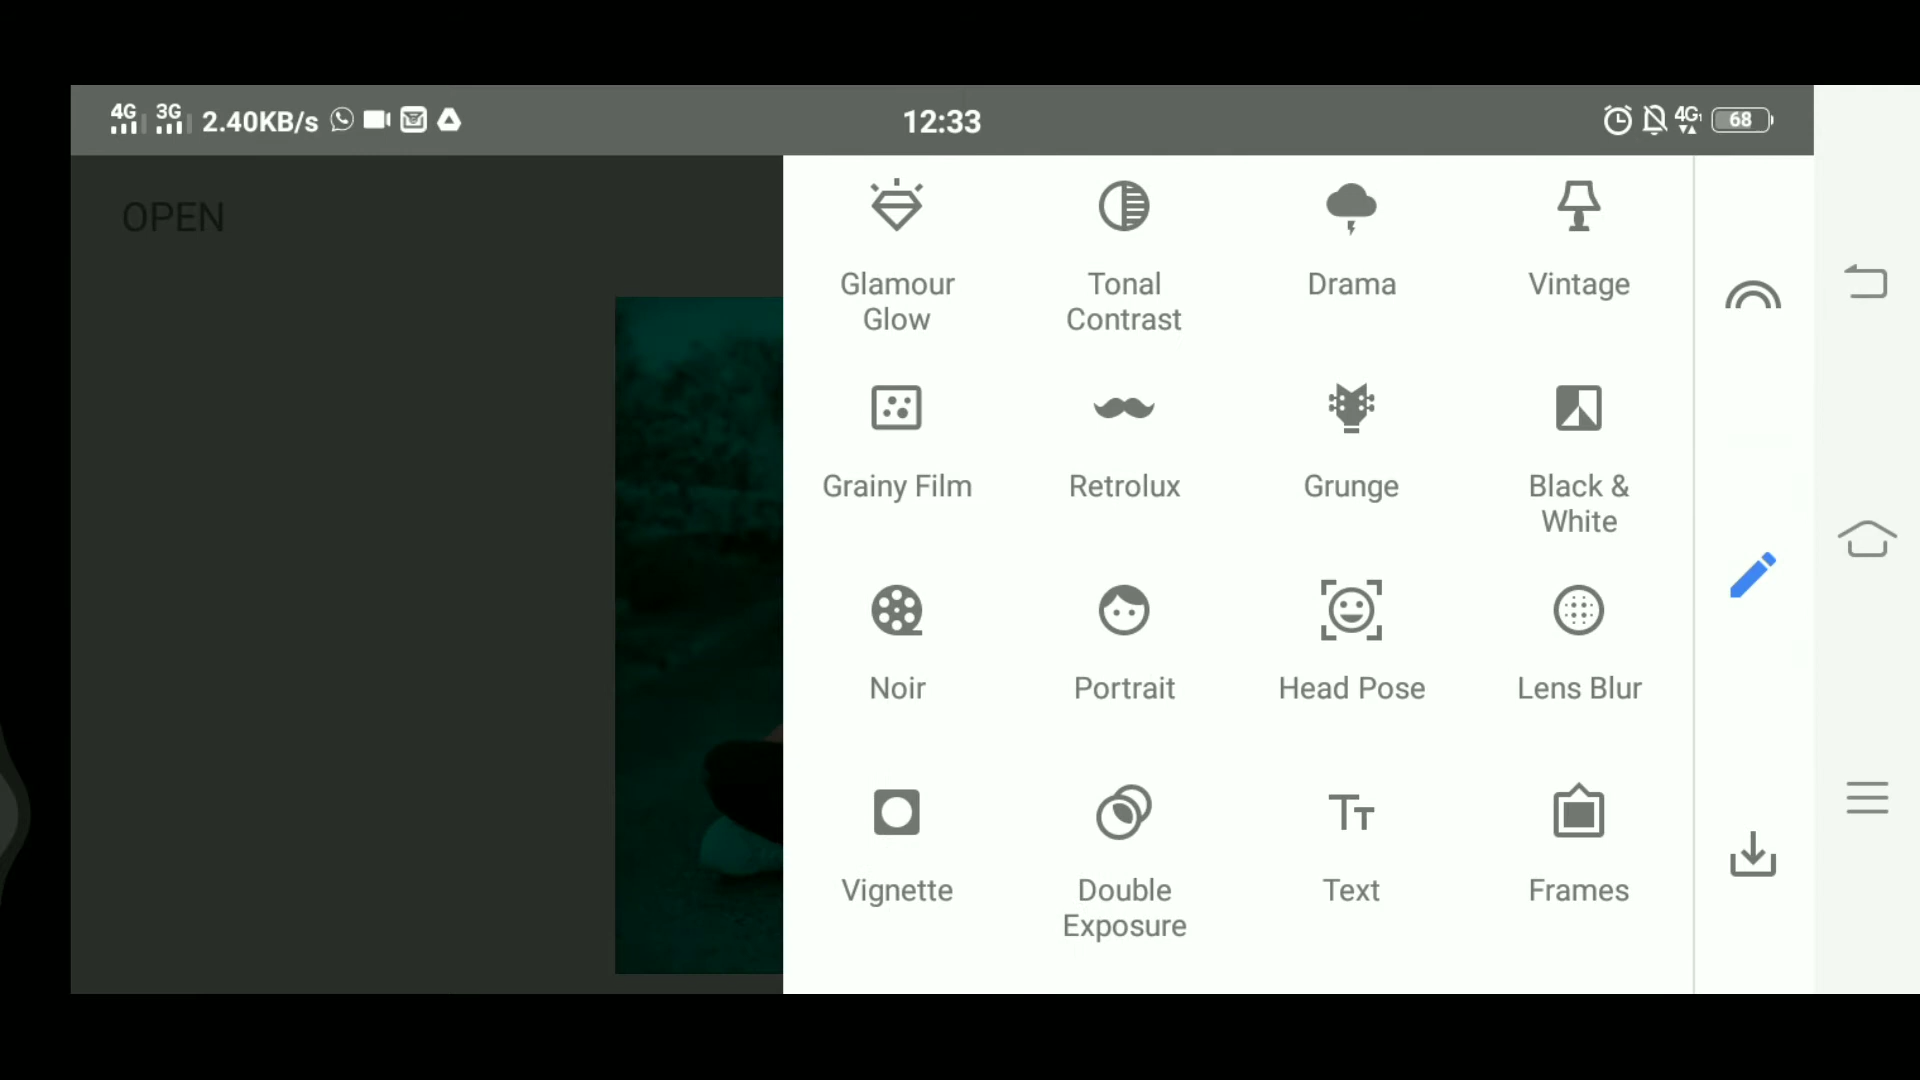 4G 3G 2.40KB/s 12:33 4G 68
OPEN
Glamour Glow
Tonal Contrast
Drama
Vintage
Grainy Film
Retrolux
Grunge
Black & White
Noir
Portrait
Head Pose
Lens Blur
Vignette
Double Exposure
Text
Frames